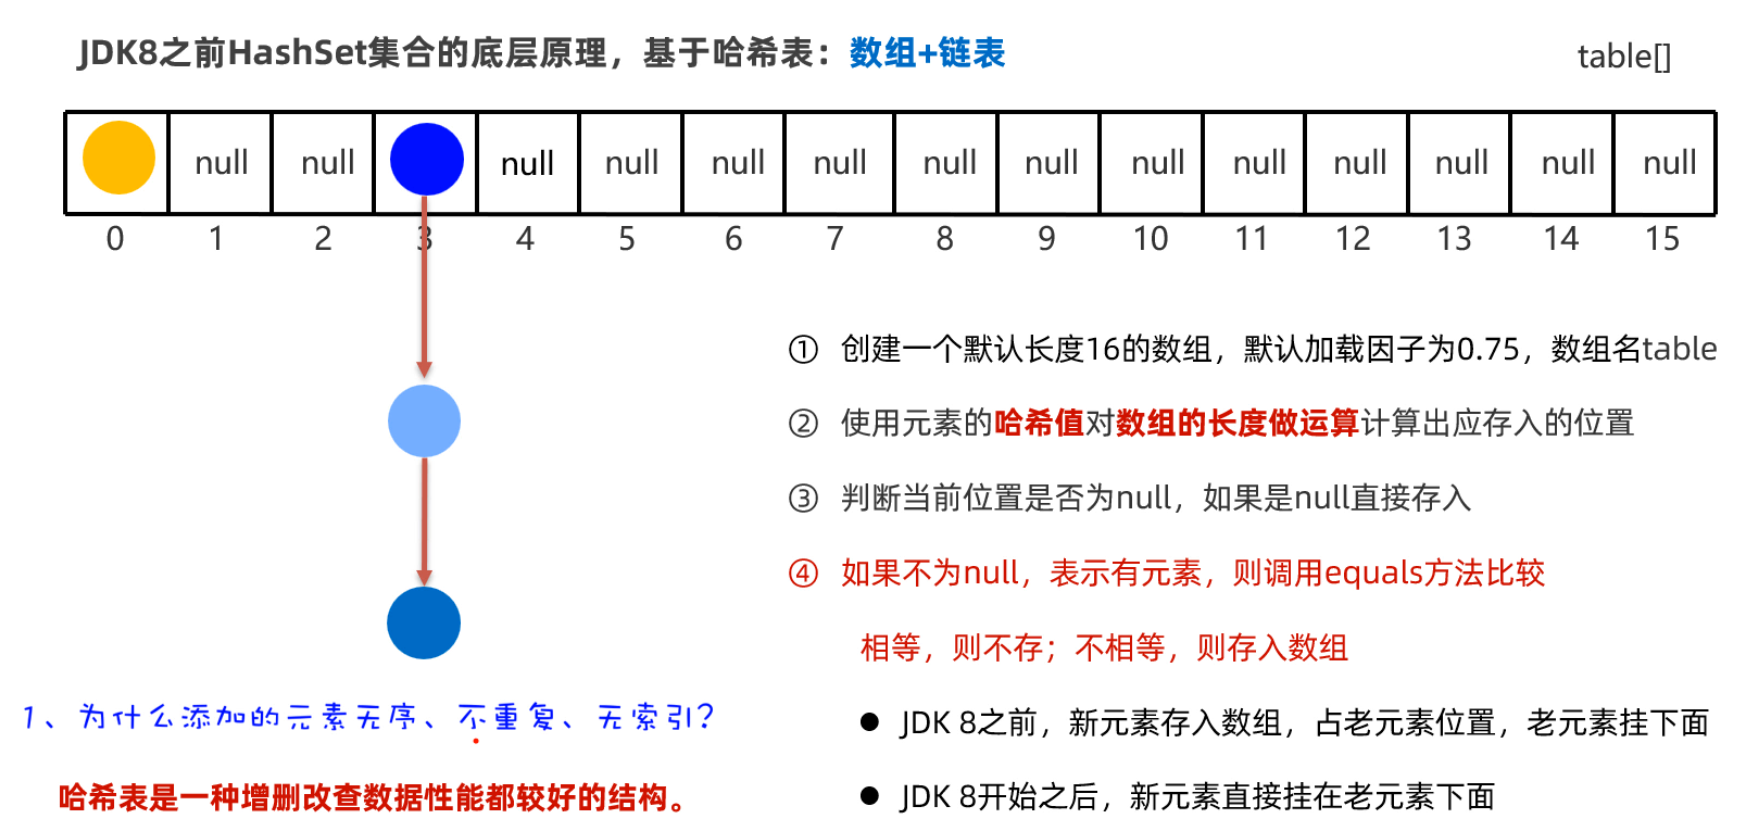 JDK8之前HashSet集合的底层原理，基于哈希表：数组+链表
table[]
null null null null null null null null null null null null null null
0 1 2 3 4 5 6 7 8 9 10 11 12 13 14 15
① 创建一个默认长度16的数组，默认加载因子为0.75，数组名table
② 使用元素的哈希值对数组的长度做运算计算出应存入的位置
③ 判断当前位置是否为null，如果是null直接存入
④ 如果不为null，表示有元素，则调用equals方法比较
相等，则不存；不相等，则存入数组
● JDK 8之前，新元素存入数组，占老元素位置，老元素挂下面
● JDK 8开始之后，新元素直接挂在老元素下面
1、为什么添加的元素无序、不重复、无索引？
哈希表是一种增删改查数据性能都较好的结构。